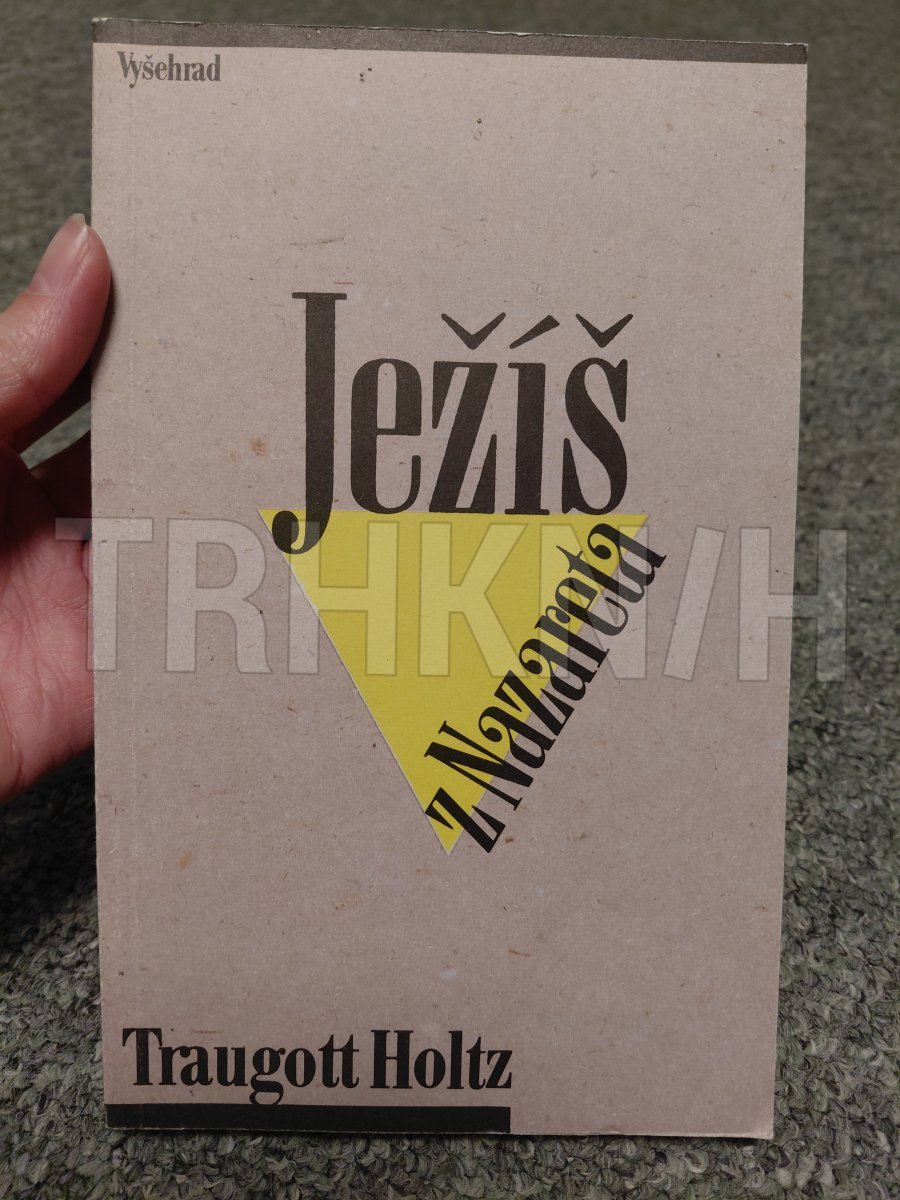 Vyšehrad
Ježíš
z Nazareta
TRHKNIH
Traugott Holtz